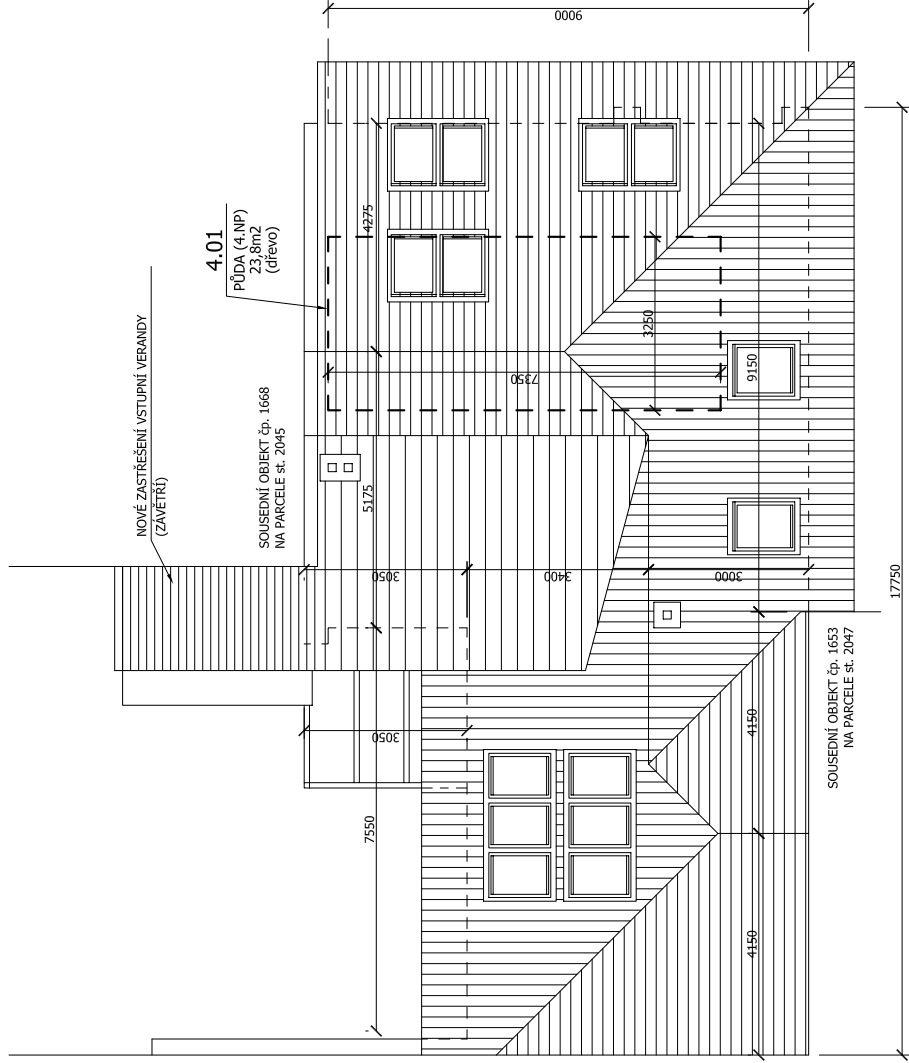 9000
4.01
PŮDA (4.NP)
23,8m2
(dřevo)
4275
NOVÉ ZASTŘEŠENÍ VSTUPNÍ VERANDY
(ZÁVĚTŘÍ)
SOUSEDNÍ OBJEKT čp. 1668
NA PARCELE st. 2045
3250
7350
9150
5175
3050
3400
3000
17750
3050
4150
SOUSEDNÍ OBJEKT čp. 1653
NA PARCELE st. 2047
7550
4150